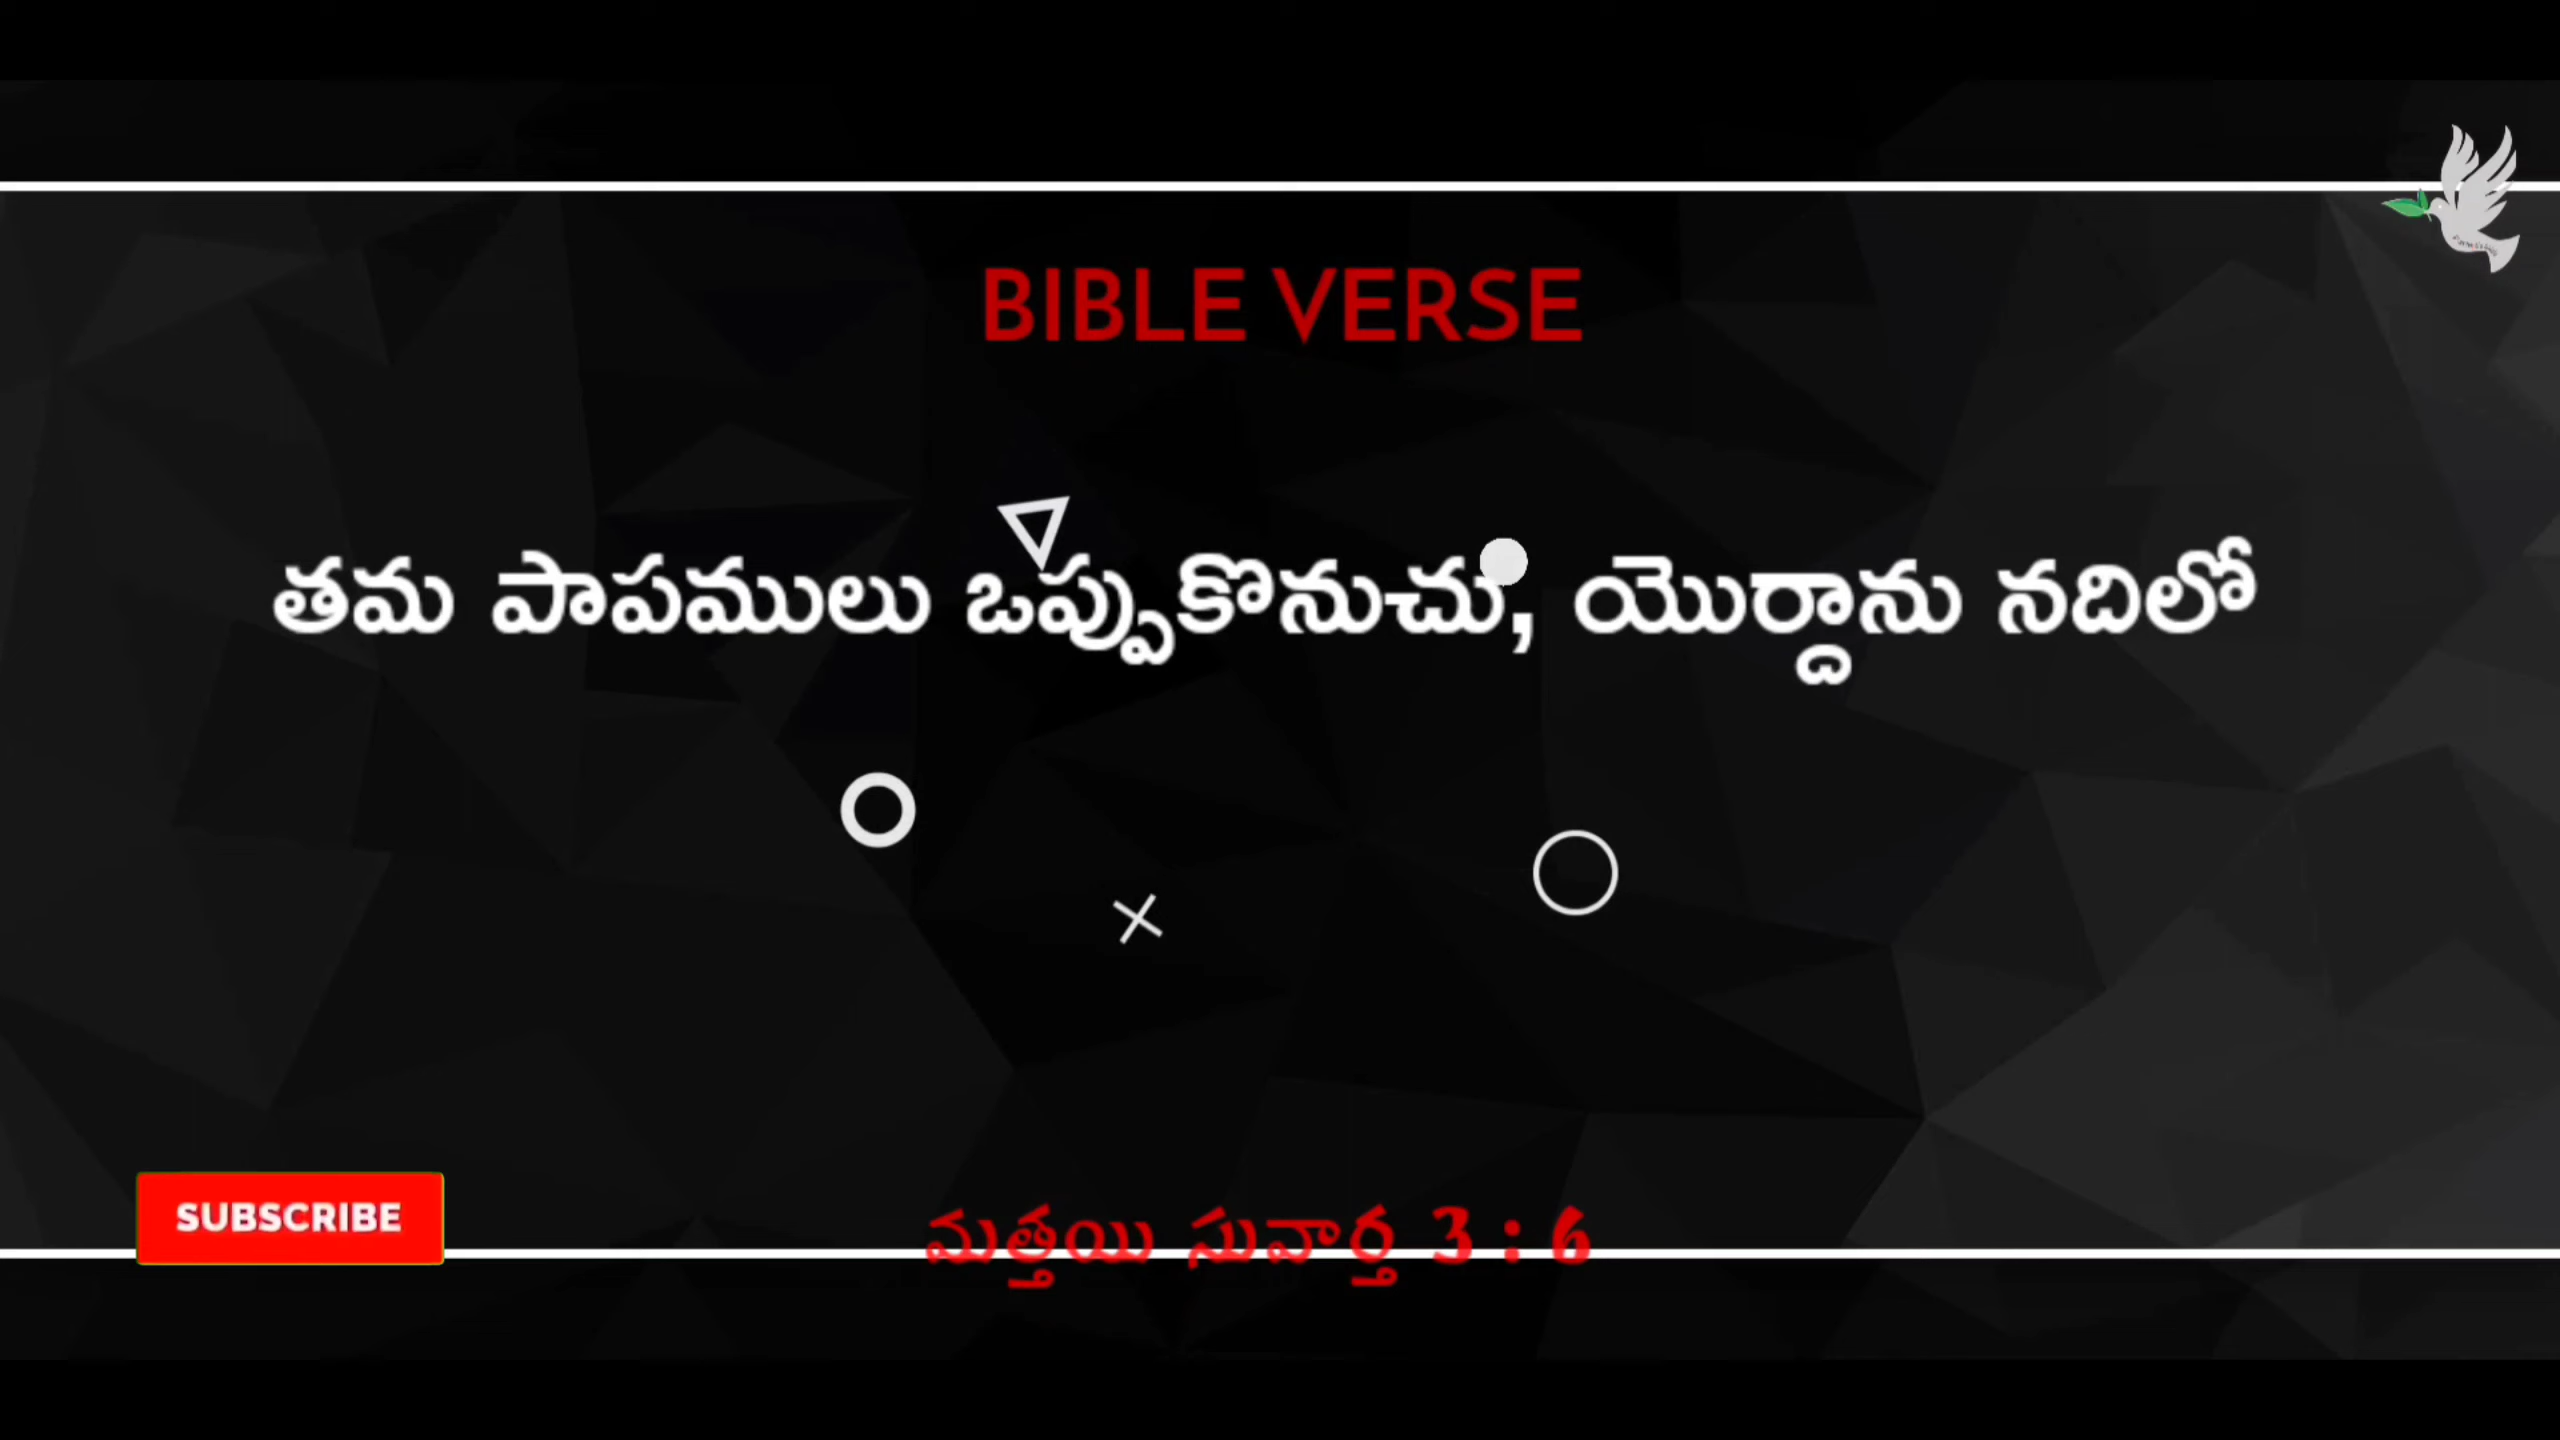 BIBLE VERSE
తమ పాపములు ఒప్పుకొనుచు, యొర్దాను నదిలో
SUBSCRIBE
మత్తయి సువార్త 3 : 6